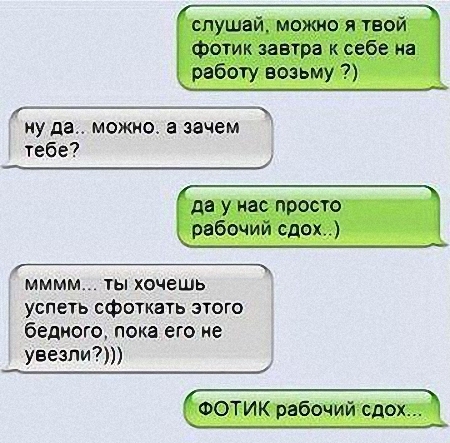 слушай, можно я твой
фотик завтра к себе на
работу возьму ?)
ну да.. можно. а зачем
тебе?
да у нас просто
рабочий сдох..)
мммм... ты хочешь
успеть сфоткать этого
бедного, пока его не
увезли?)))
ФОТИК рабочий сдох...